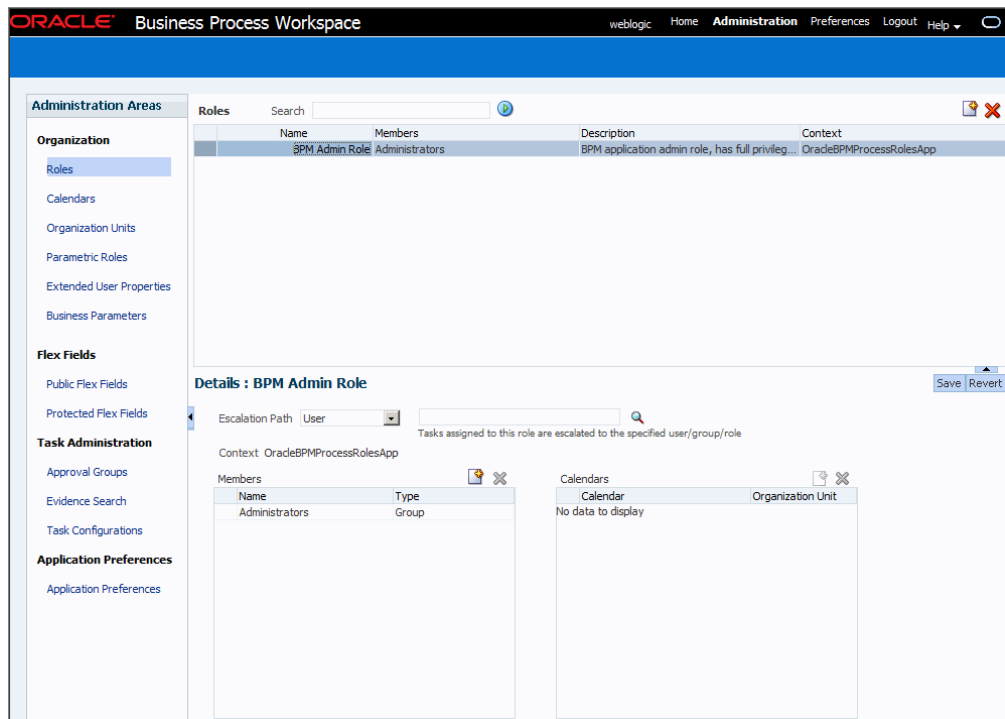 ORACLE Business Process Workspace weblogic Home Administration Preferences Logout Help
Administration Areas
Organization
Roles
Calendars
Organization Units
Parametric Roles
Extended User Properties
Business Parameters
Flex Fields
Public Flex Fields
Protected Flex Fields
Task Administration
Approval Groups
Evidence Search
Task Configurations
Application Preferences
Application Preferences
Roles Search
Name Members Description Context
BPM Admin Role Administrators BPM application admin role, has full privileg... OracleBPMProcessRolesApp
Details : BPM Admin Role Save Revert
Escalation Path User
Tasks assigned to this role are escalated to the specified user/group/role
Context OracleBPMProcessRolesApp
Members
Name Type
Administrators Group
Calendars
Calendar Organization Unit
No data to display